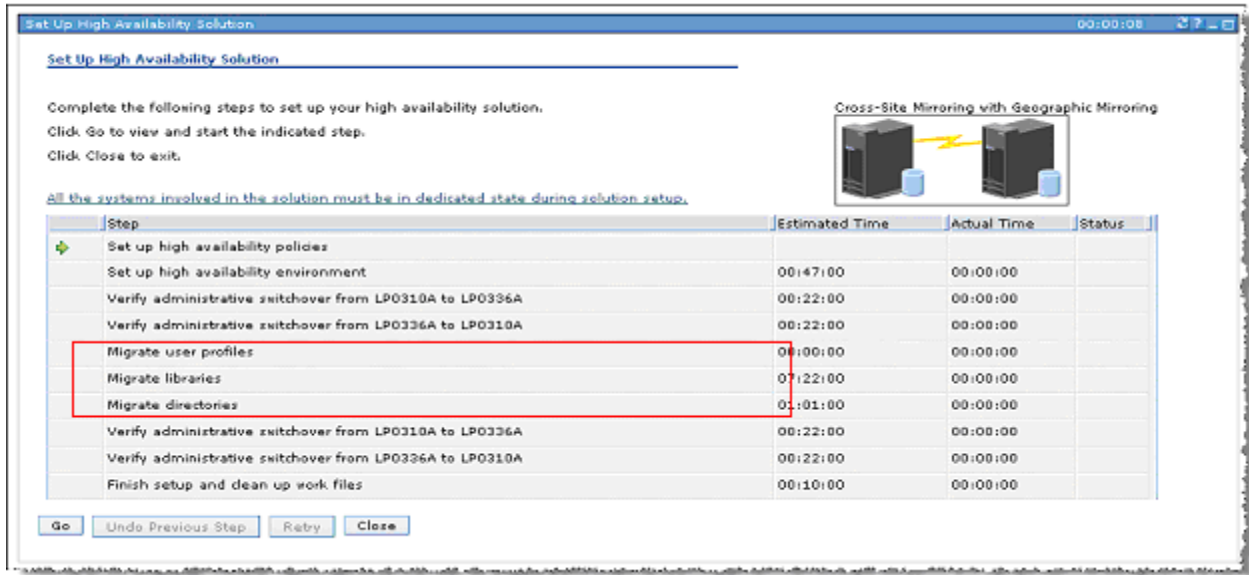 Set Up High Availability Solution 00:00:08
Set Up High Availability Solution
Complete the following steps to set up your high availability solution.
Click Go to view and start the indicated step.
Click Close to exit.
Cross-Site Mirroring with Geographic Mirroring
All the systems involved in the solution must be in dedicated state during solution setup.
Step Estimated Time Actual Time Status
Set up high availability policies
Set up high availability environment 00:47:00 00:00:00
Verify administrative switchover from LP0310A to LP0336A 00:22:00 00:00:00
Verify administrative switchover from LP0336A to LP0310A 00:22:00 00:00:00
Migrate user profiles 00:00:00 00:00:00
Migrate libraries 07:22:00 00:00:00
Migrate directories 01:01:00 00:00:00
Verify administrative switchover from LP0310A to LP0336A 00:22:00 00:00:00
Verify administrative switchover from LP0336A to LP0310A 00:22:00 00:00:00
Finish setup and clean up work files 00:10:00 00:00:00
Go Undo Previous Step Retry Close